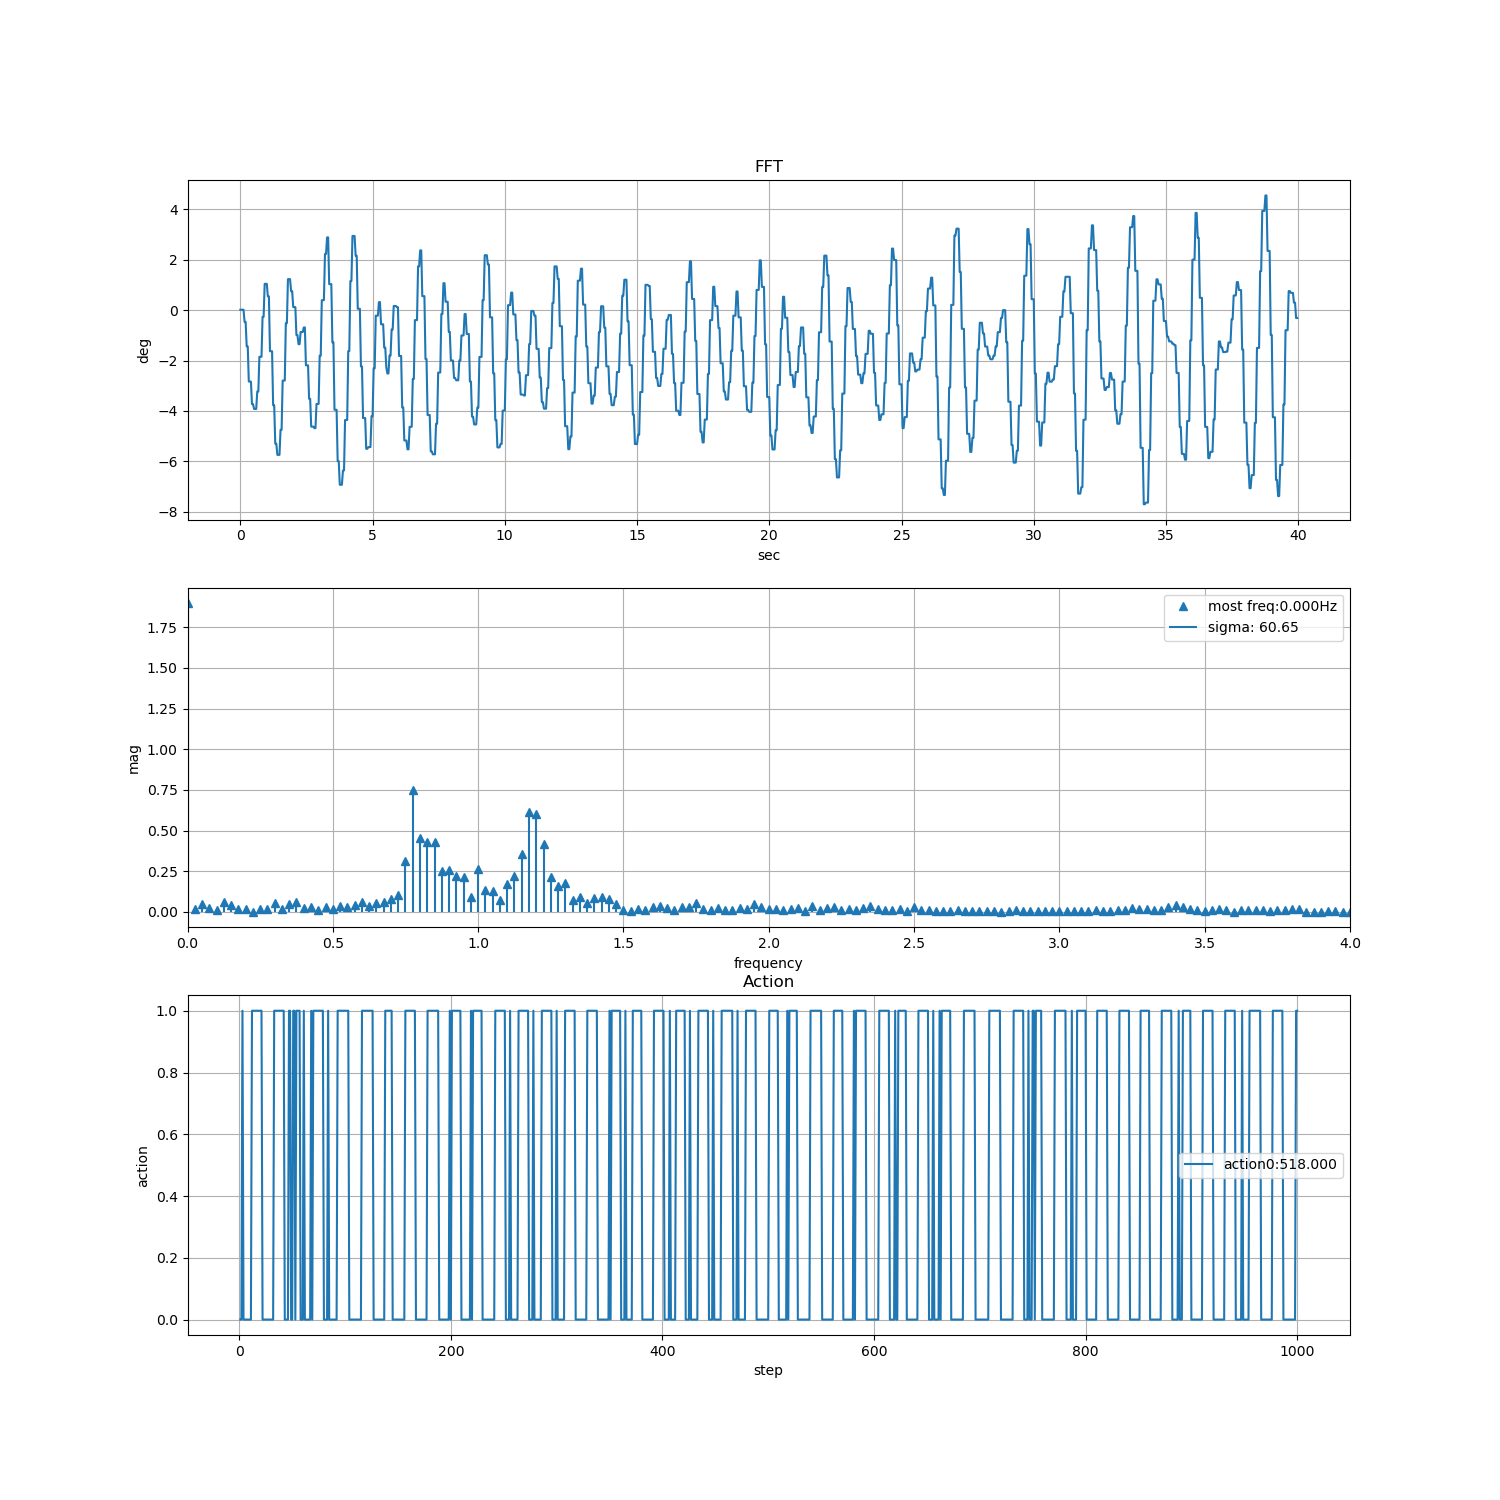 FFT
4
2
0
−2
−4
−6
−8
deg
0 5 10 15 20 25 30 35 40
sec
most freq:0.000Hz
sigma: 60.65
1.75
1.50
1.25
1.00
0.75
0.50
0.25
0.00
mag
0.0 0.5 1.0 1.5 2.0 2.5 3.0 3.5 4.0
frequency
Action
1.0
0.8
0.6
0.4
0.2
0.0
action
action0:518.000
0 200 400 600 800 1000
step